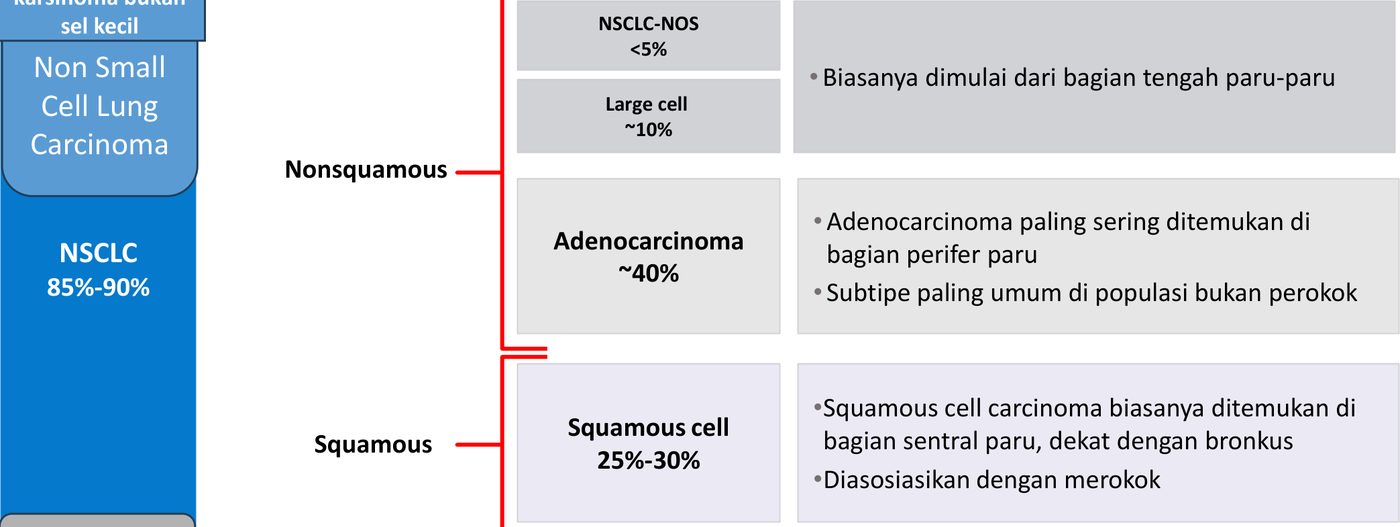 karsinoma bukan
sel kecil
Non Small
Cell Lung
Carcinoma
NSCLC
85%-90%
Nonsquamous
Squamous
NSCLC-NOS
<5%
Large cell
~10%
• Biasanya dimulai dari bagian tengah paru-paru
Adenocarcinoma
~40%
• Adenocarcinoma paling sering ditemukan di
bagian perifer paru
• Subtipe paling umum di populasi bukan perokok
Squamous cell
25%-30%
•Squamous cell carcinoma biasanya ditemukan di
bagian sentral paru, dekat dengan bronkus
•Diasosiasikan dengan merokok